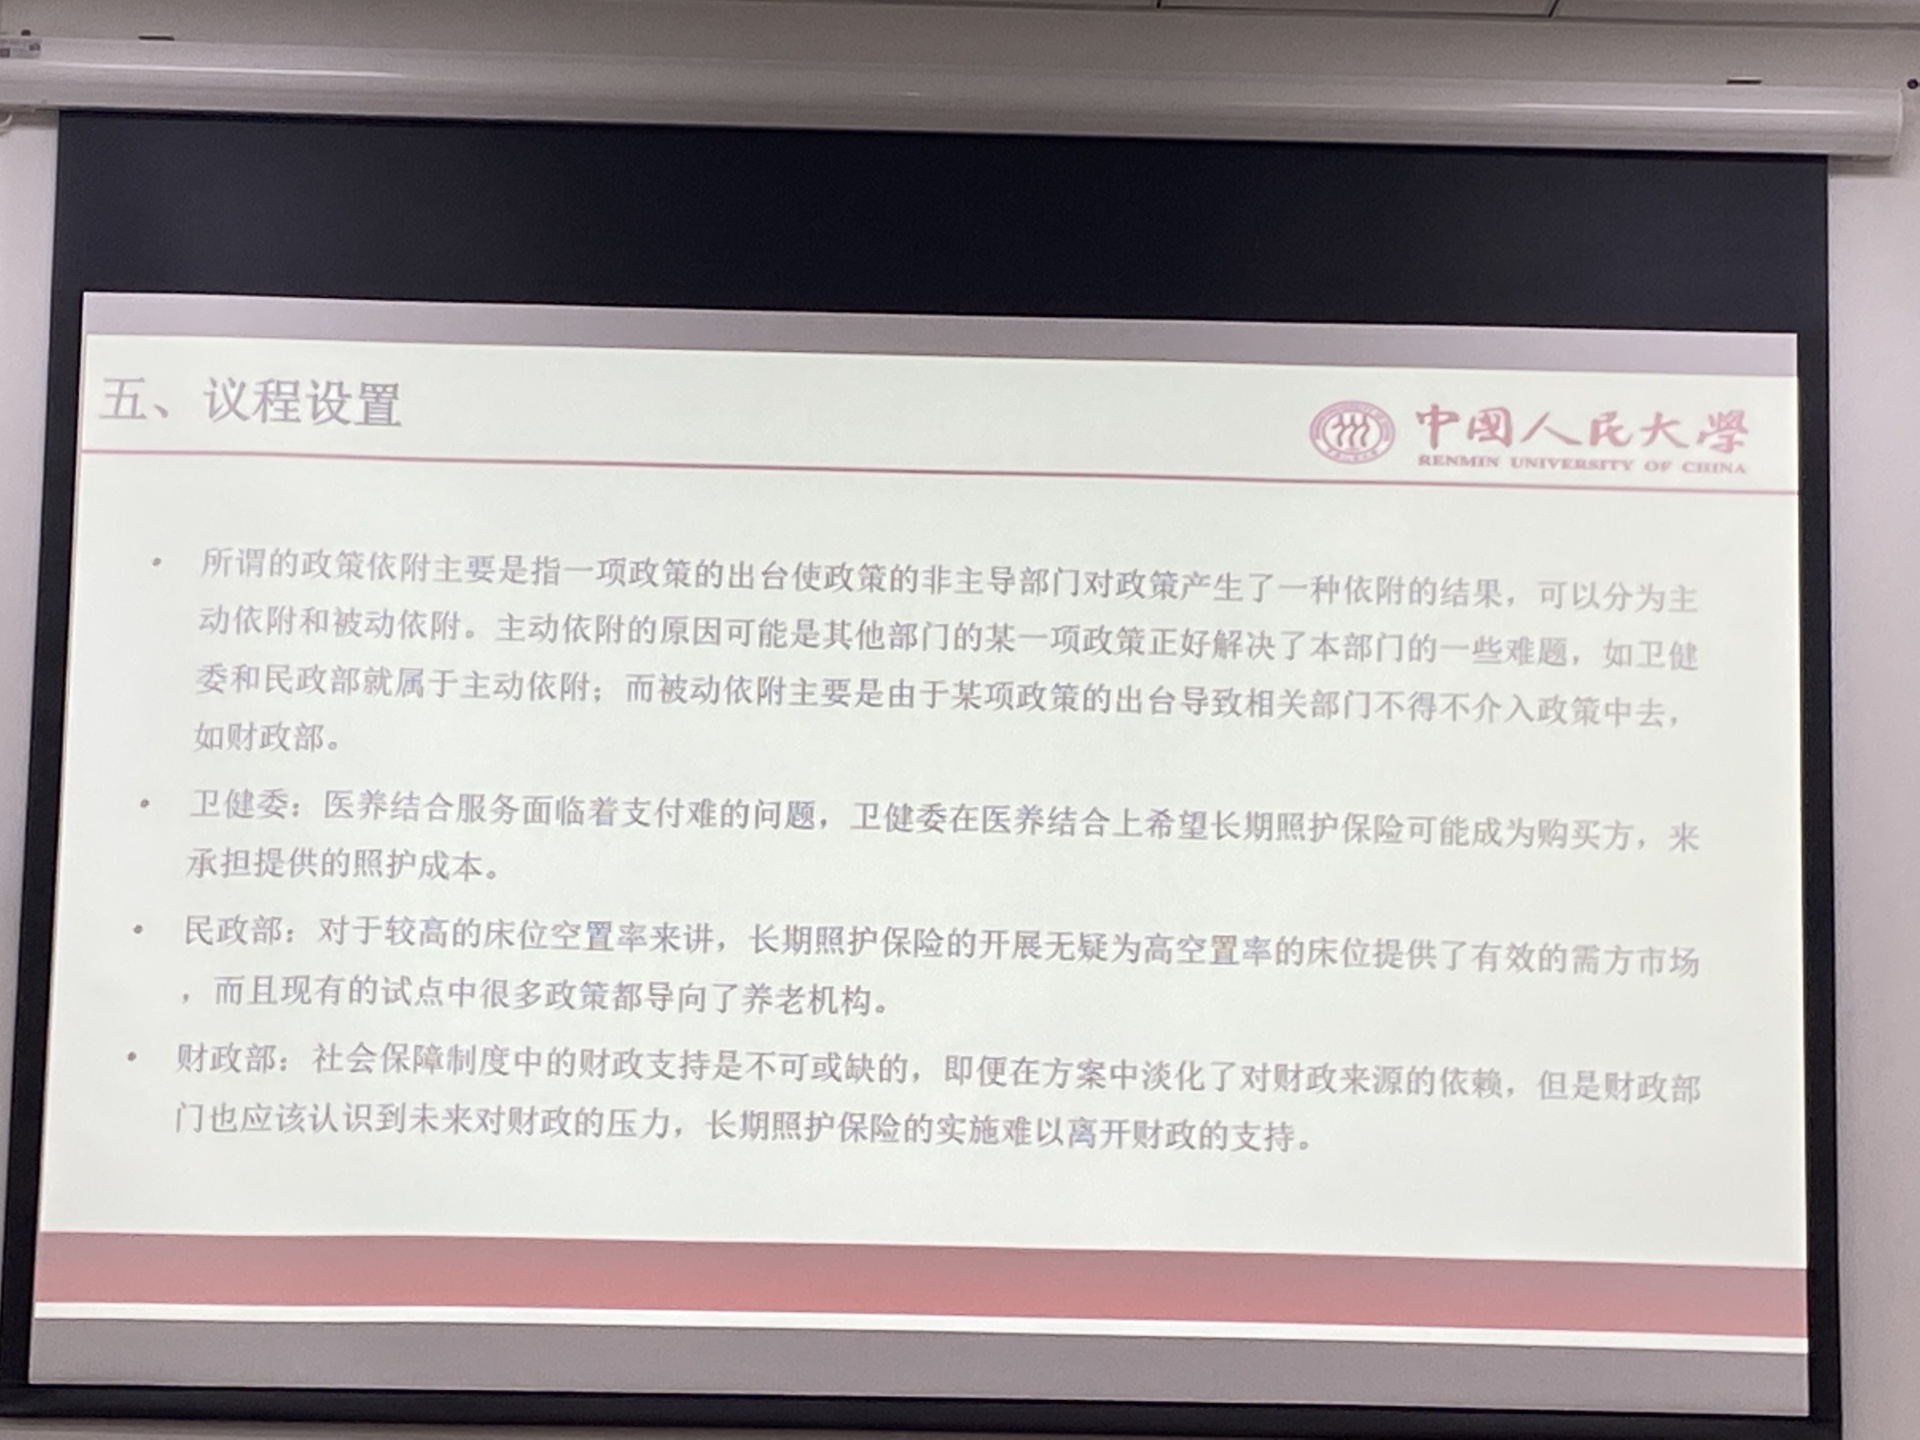 五、议程设置
中国人民大学
RENMIN UNIVERSITY OF CHINA
• 所谓的政策依附主要是指一项政策的出台使政策的非主导部门对政策产生了一种依附的结果，可以分为主
动依附和被动依附。主动依附的原因可能是其他部门的某一项政策正好解决了本部门的一些难题，如卫健
委和民政部就属于主动依附；而被动依附主要是由于某项政策的出台导致相关部门不得不介入政策中去，
如财政部。
• 卫健委：医养结合服务面临着支付难的问题，卫健委在医养结合上希望长期照护保险可能成为购买方，来
承担提供的照护成本。
• 民政部：对于较高的床位空置率来讲，长期照护保险的开展无疑为高空置率的床位提供了有效的需方市场
，而且现有的试点中很多政策都导向了养老机构。
• 财政部：社会保障制度中的财政支持是不可或缺的，即便在方案中淡化了对财政来源的依赖，但是财政部
门也应该认识到未来对财政的压力，长期照护保险的实施难以离开财政的支持。